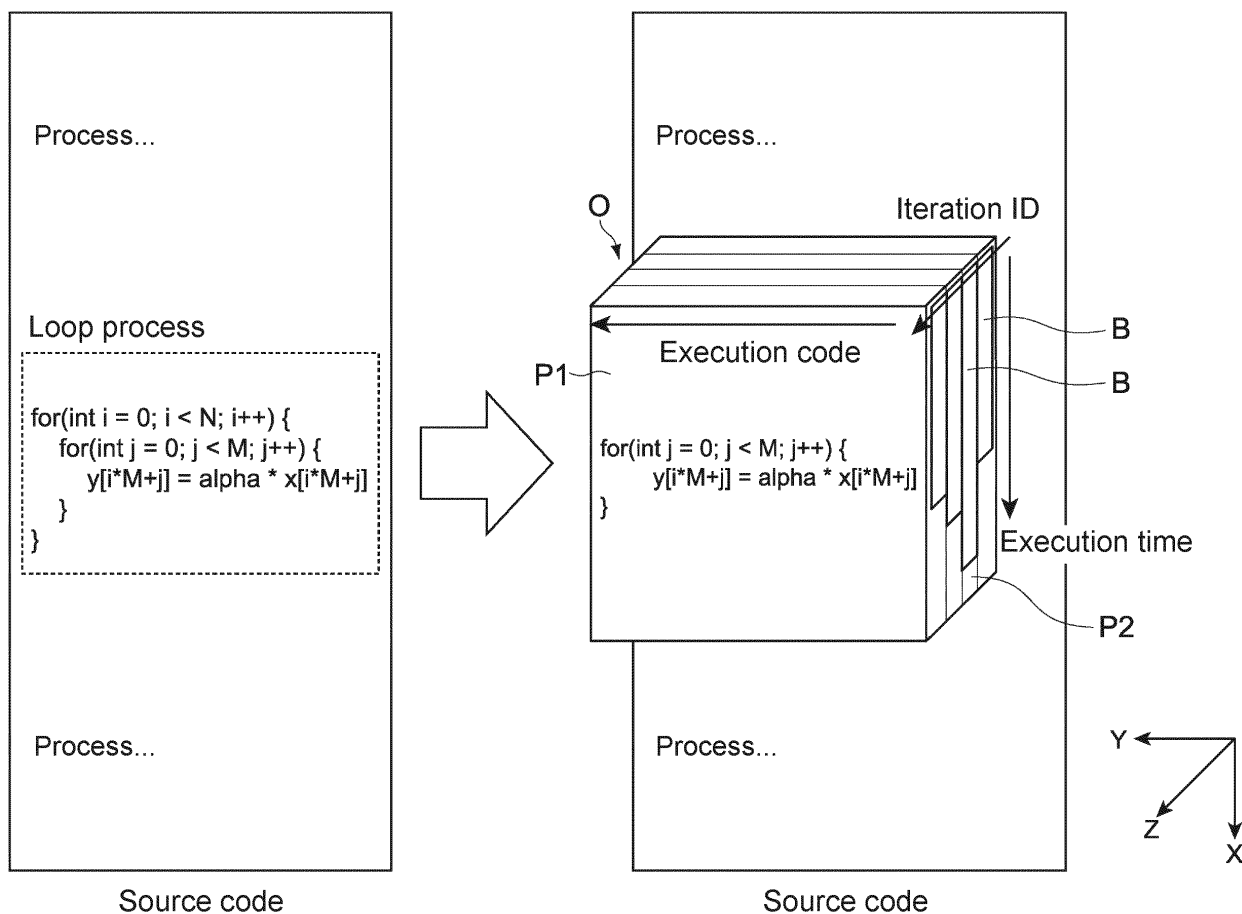 Process...
Loop process
for(int i = 0; i < N; i++) {
for(int j = 0; j < M; j++) {
y[i*M+j] = alpha * x[i*M+j]
}
}
Process...
Source code
Process...
O
Iteration ID
B
Execution code
P1
B
for(int j = 0; j < M; j++) {
y[i*M+j] = alpha * x[i*M+j]
}
Execution time
P2
Process...
Y
Z
X
Source code